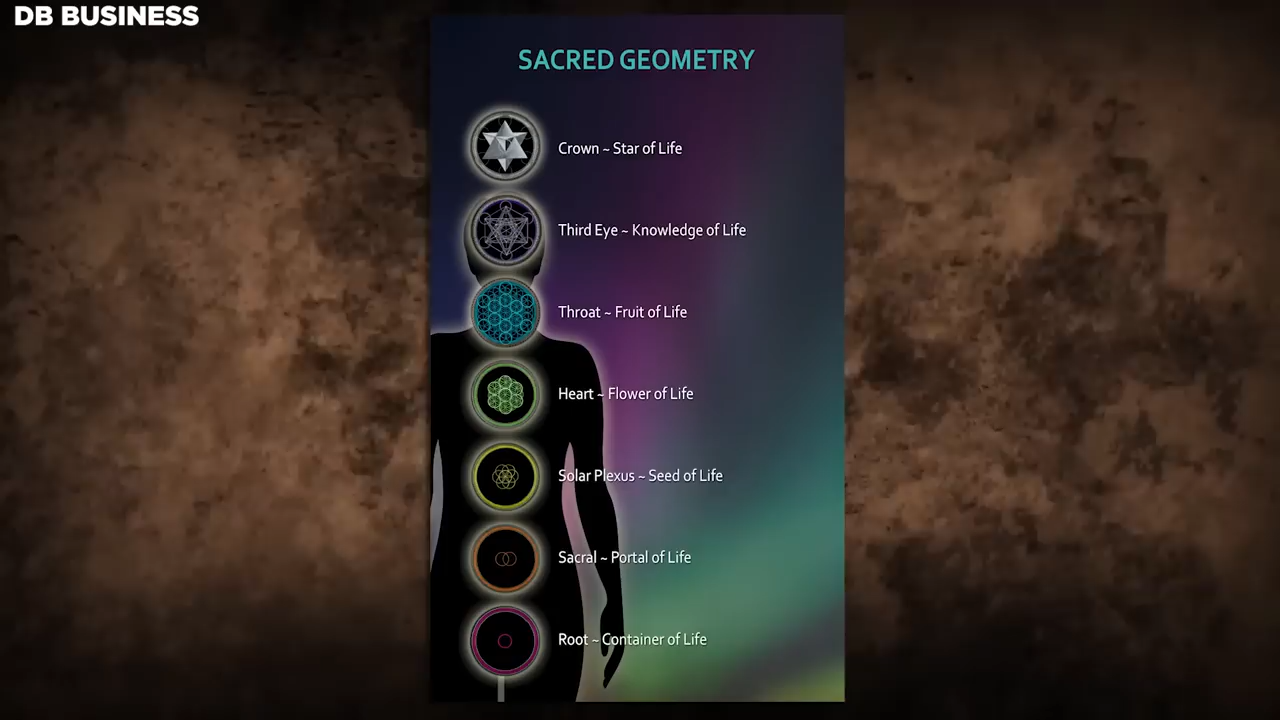 DB BUSINESS
SACRED GEOMETRY
Crown ~ Star of Life
Third Eye ~ Knowledge of Life
Throat ~ Fruit of Life
Heart ~ Flower of Life
Solar Plexus ~ Seed of Life
Sacral ~ Portal of Life
Root ~ Container of Life